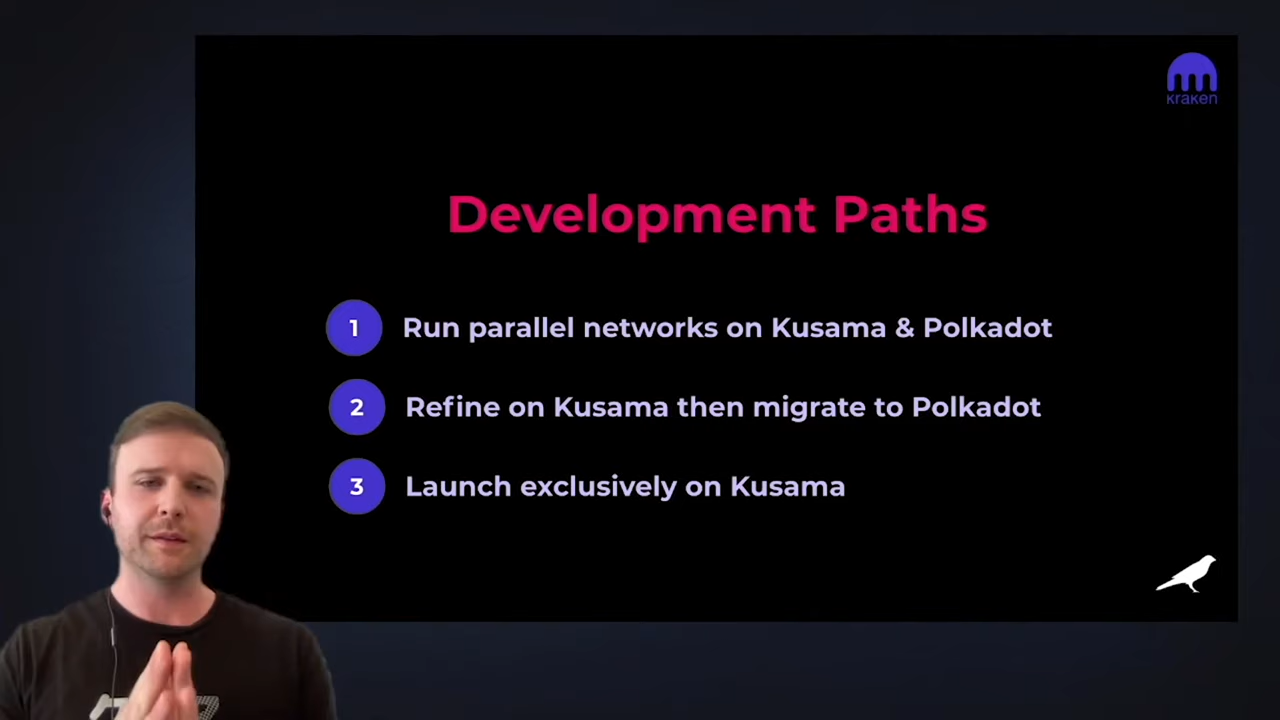 kraken
Development Paths
1 Run parallel networks on Kusama & Polkadot
2 Refine on Kusama then migrate to Polkadot
3 Launch exclusively on Kusama